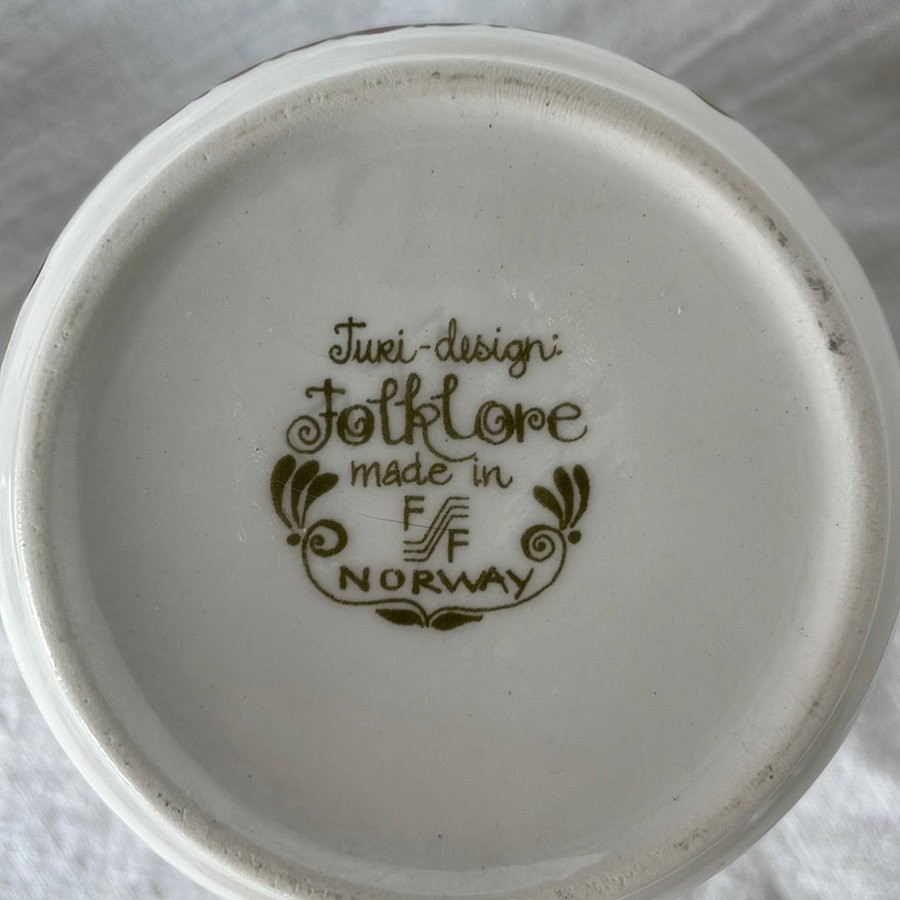 Turi-design:
Folklore
made in
F
F
NORWAY